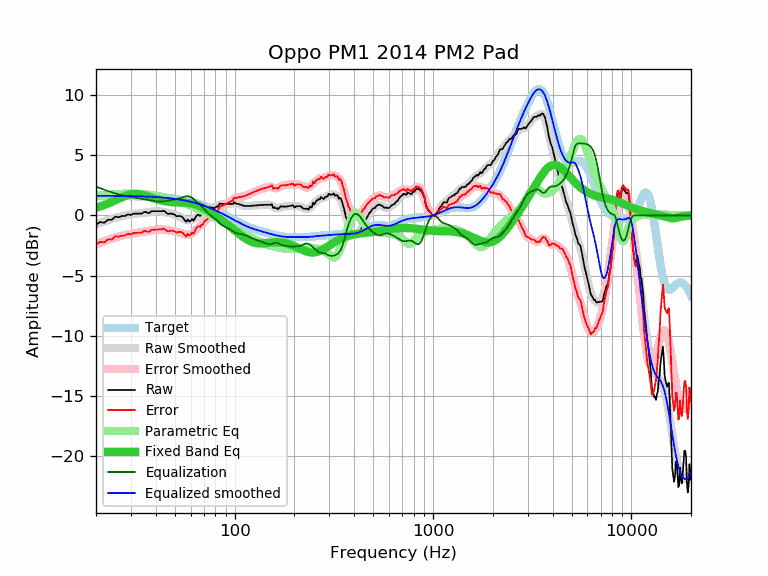 Oppo PM1 2014 PM2 Pad
Amplitude (dBr)
10
5
0
−5
−10
−15
−20
Target
Raw Smoothed
Error Smoothed
Raw
Error
Parametric Eq
Fixed Band Eq
Equalization
Equalized smoothed
100
1000
10000
Frequency (Hz)